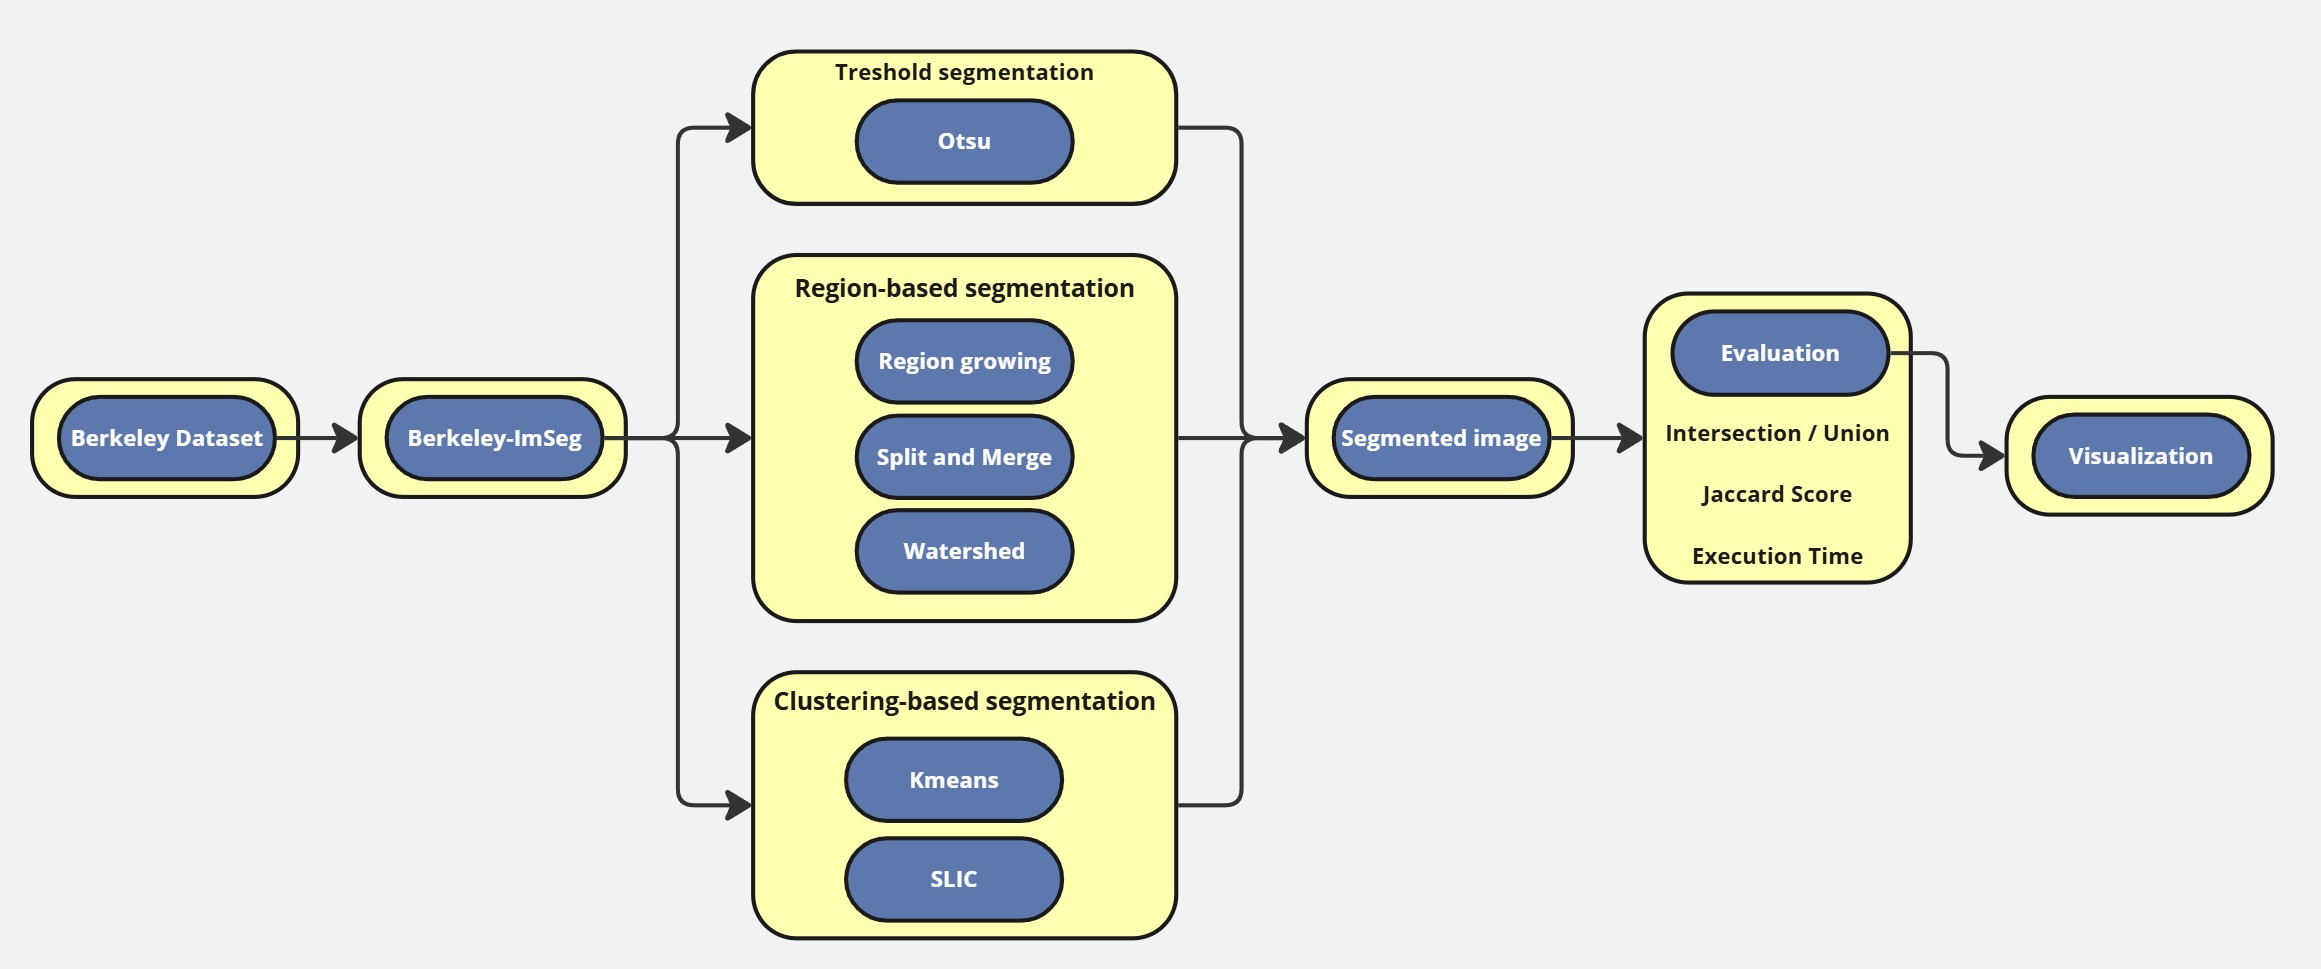 Berkeley Dataset
Berkeley-ImSeg
Treshold segmentation
Otsu
Region-based segmentation
Region growing
Split and Merge
Watershed
Clustering-based segmentation
Kmeans
SLIC
Segmented image
Evaluation
Intersection / Union
Jaccard Score
Execution Time
Visualization